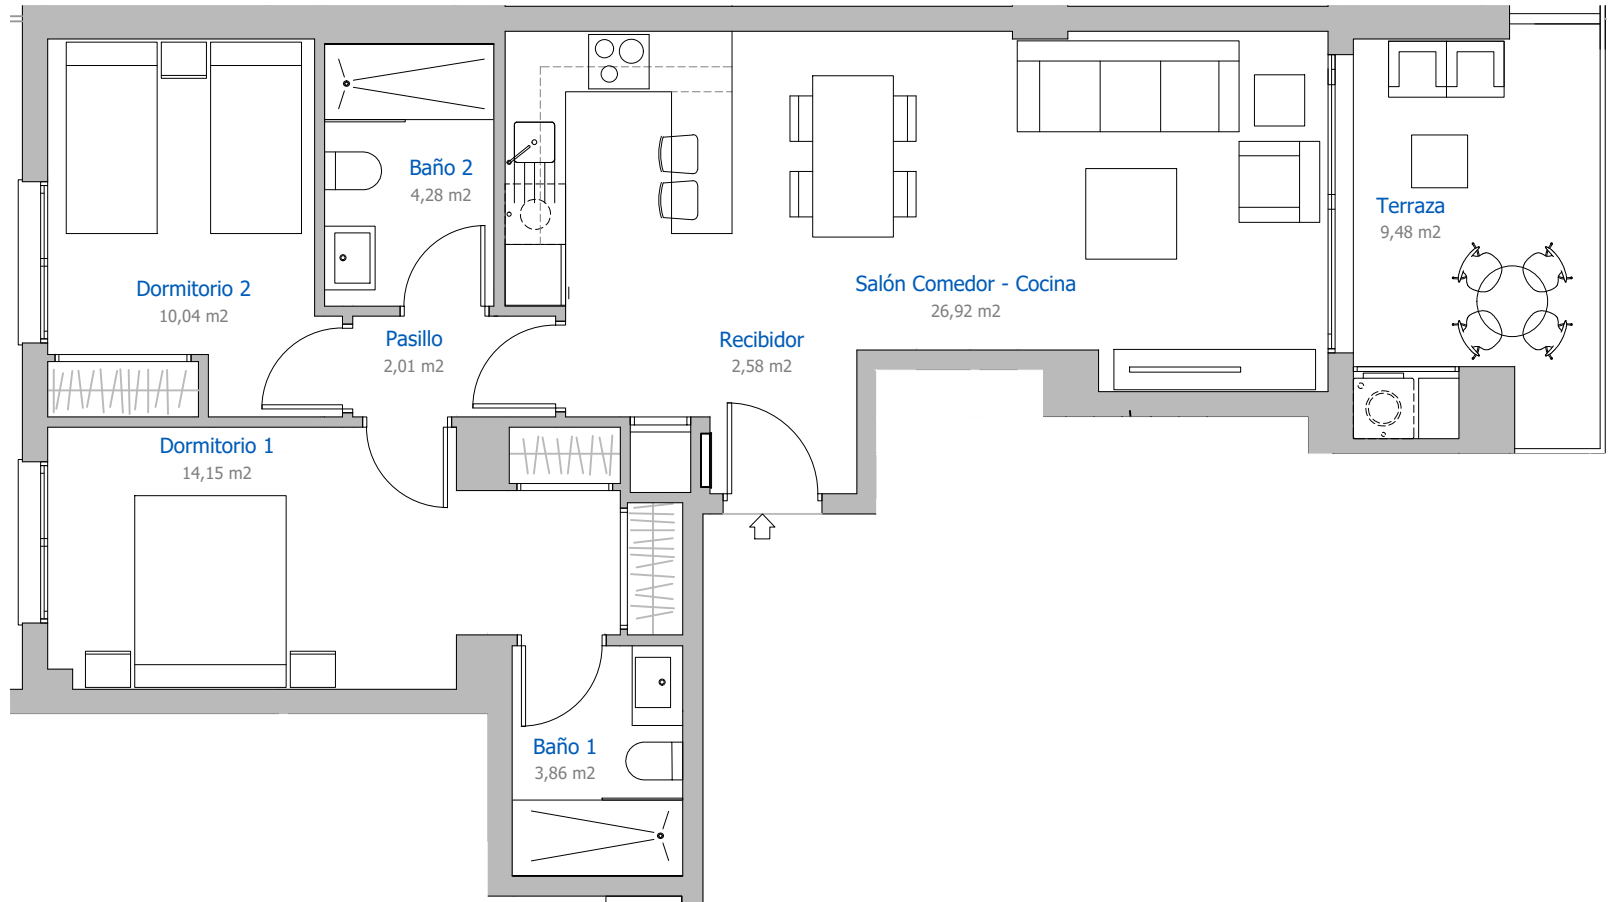 Baño 2
4,28 m2
Terraza
9,48 m2
Dormitorio 2
10,04 m2
Salón Comedor - Cocina
26,92 m2
Pasillo
2,01 m2
Recibidor
2,58 m2
Dormitorio 1
14,15 m2
Baño 1
3,86 m2